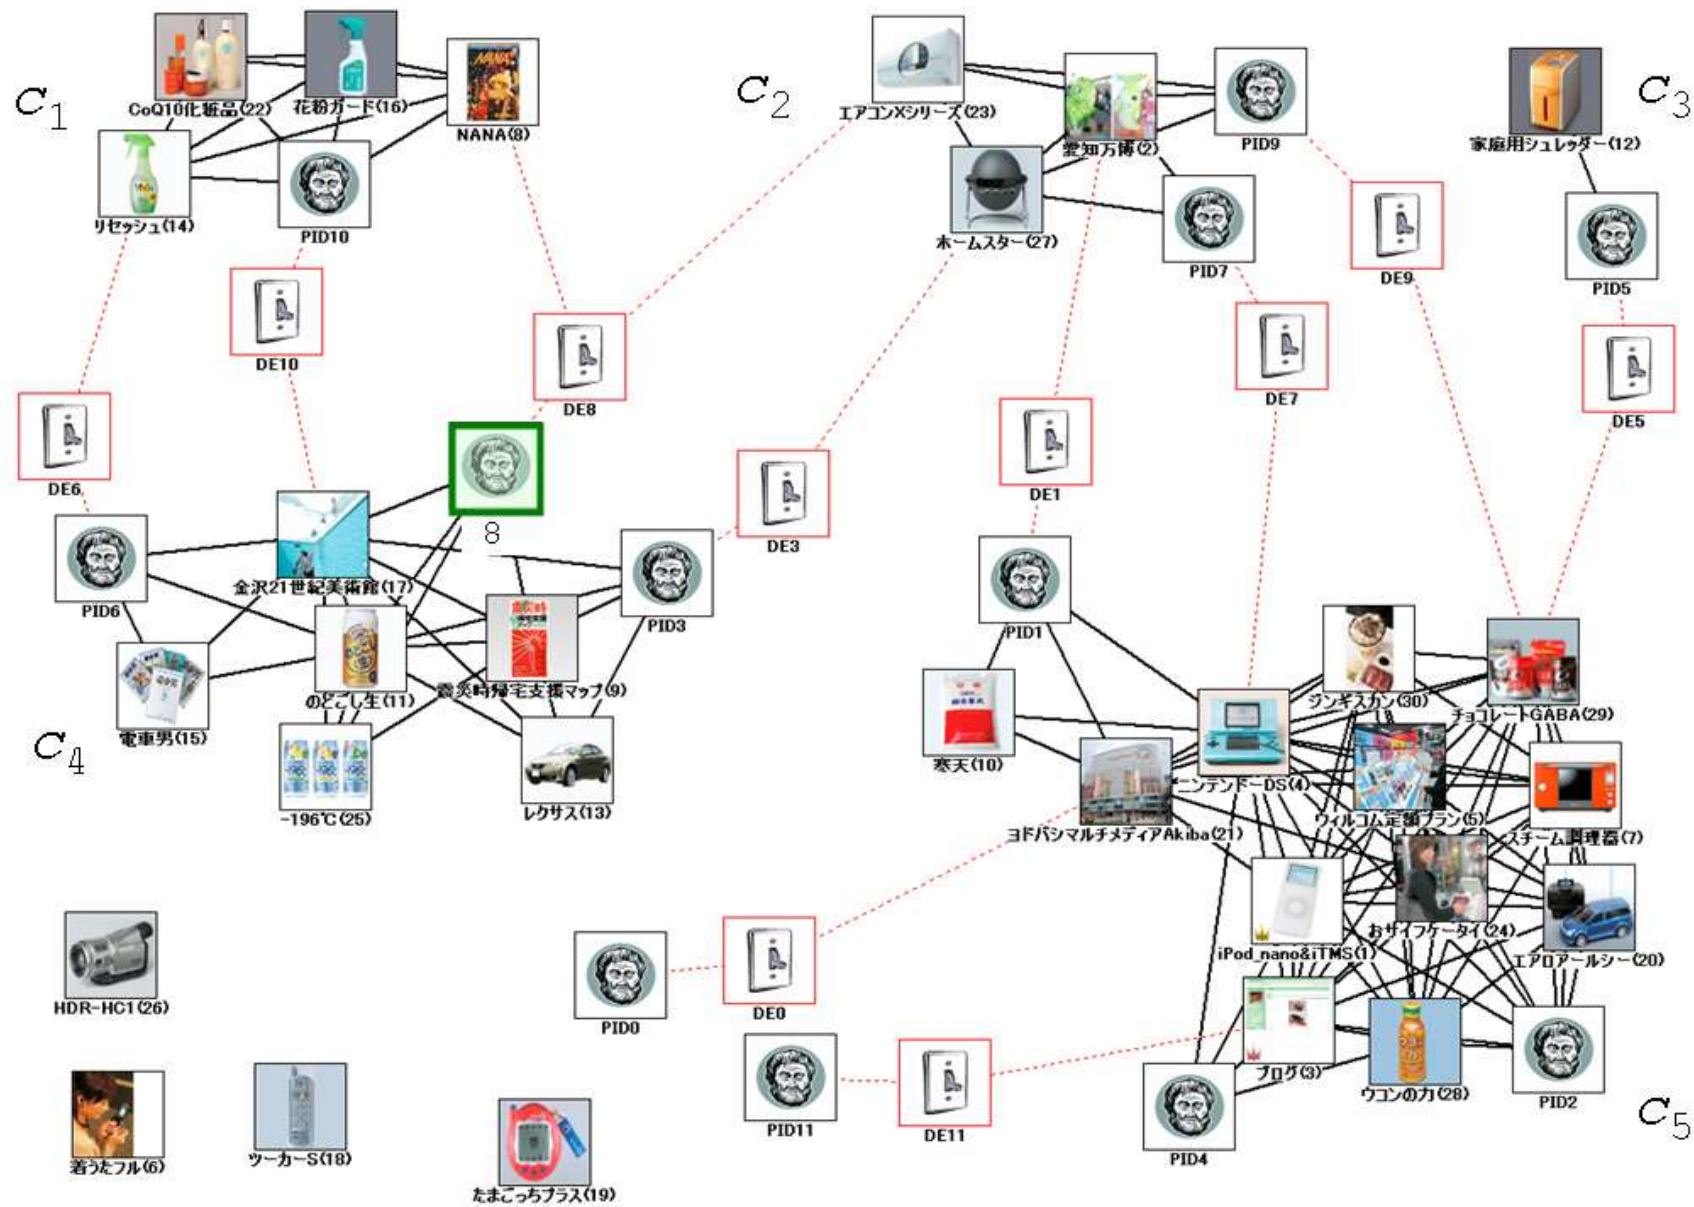 C1
CoQ10化粧品(22)
花粉ガード(16)
NANA
NANA(8)
リセッシュ(14)
PID10
C2
エアコンXシリーズ(23)
愛知万博(2)
PID9
ホームスター(27)
PID7
C3
家庭用シュレッダー(12)
PID5
DE10
DE8
DE9
DE7
DE5
DE6
DE3
DE1
8
金沢21世紀美術館(17)
PID6
PID3
震災時
のどごし生(11)
震災時帰宅支援マップ(9)
C4
電車男(15)
-196℃(25)
レクサス(13)
PID1
寒天(10)
ジンギスカン(30)
チョコレートGABA(29)
ニンテンドーDS(4)
ウィルコム定額プラン(5)
スチーム調理器(7)
ヨドバシマルチメディアAkiba(21)
iPod_nano&iTMS(1)
おサイフケータイ(24)
エアロアールシー(20)
HDR-HC1(26)
PID0
DE0
ブログ(3)
ウコンの力(28)
PID2
PID11
DE11
PID4
C5
着うたフル(6)
ツーカーS(18)
たまごっちプラス(19)